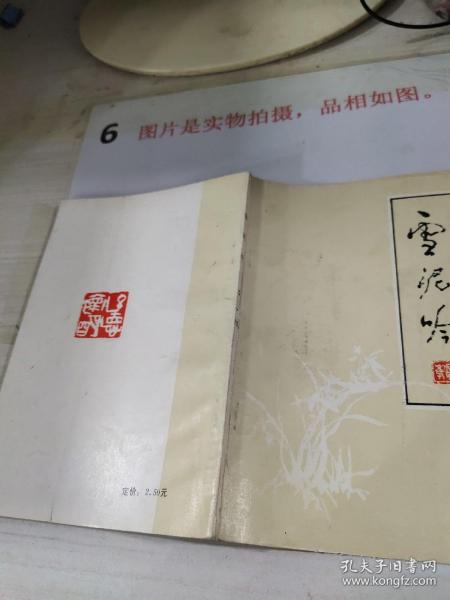 6 图片是实物拍摄，品相如图。
雪泥吟
定价：2.50元
孔夫子旧书网
www.kongfz.com